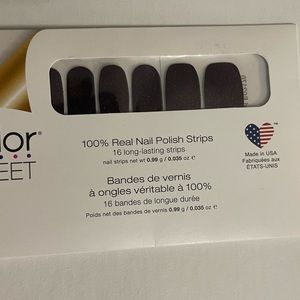 or
EET
100% Real Nail Polish Strips
16 long-lasting strips
nail strips net wt 0.99 g / 0.035 oz ℮
Made in USA
Fabriquées aux
ÉTATS-UNIS
Bandes de vernis
à ongles véritable à 100%
16 bandes de longue durée
Poids net des bandes de vernis 0.99 g / 0.035 oz ℮